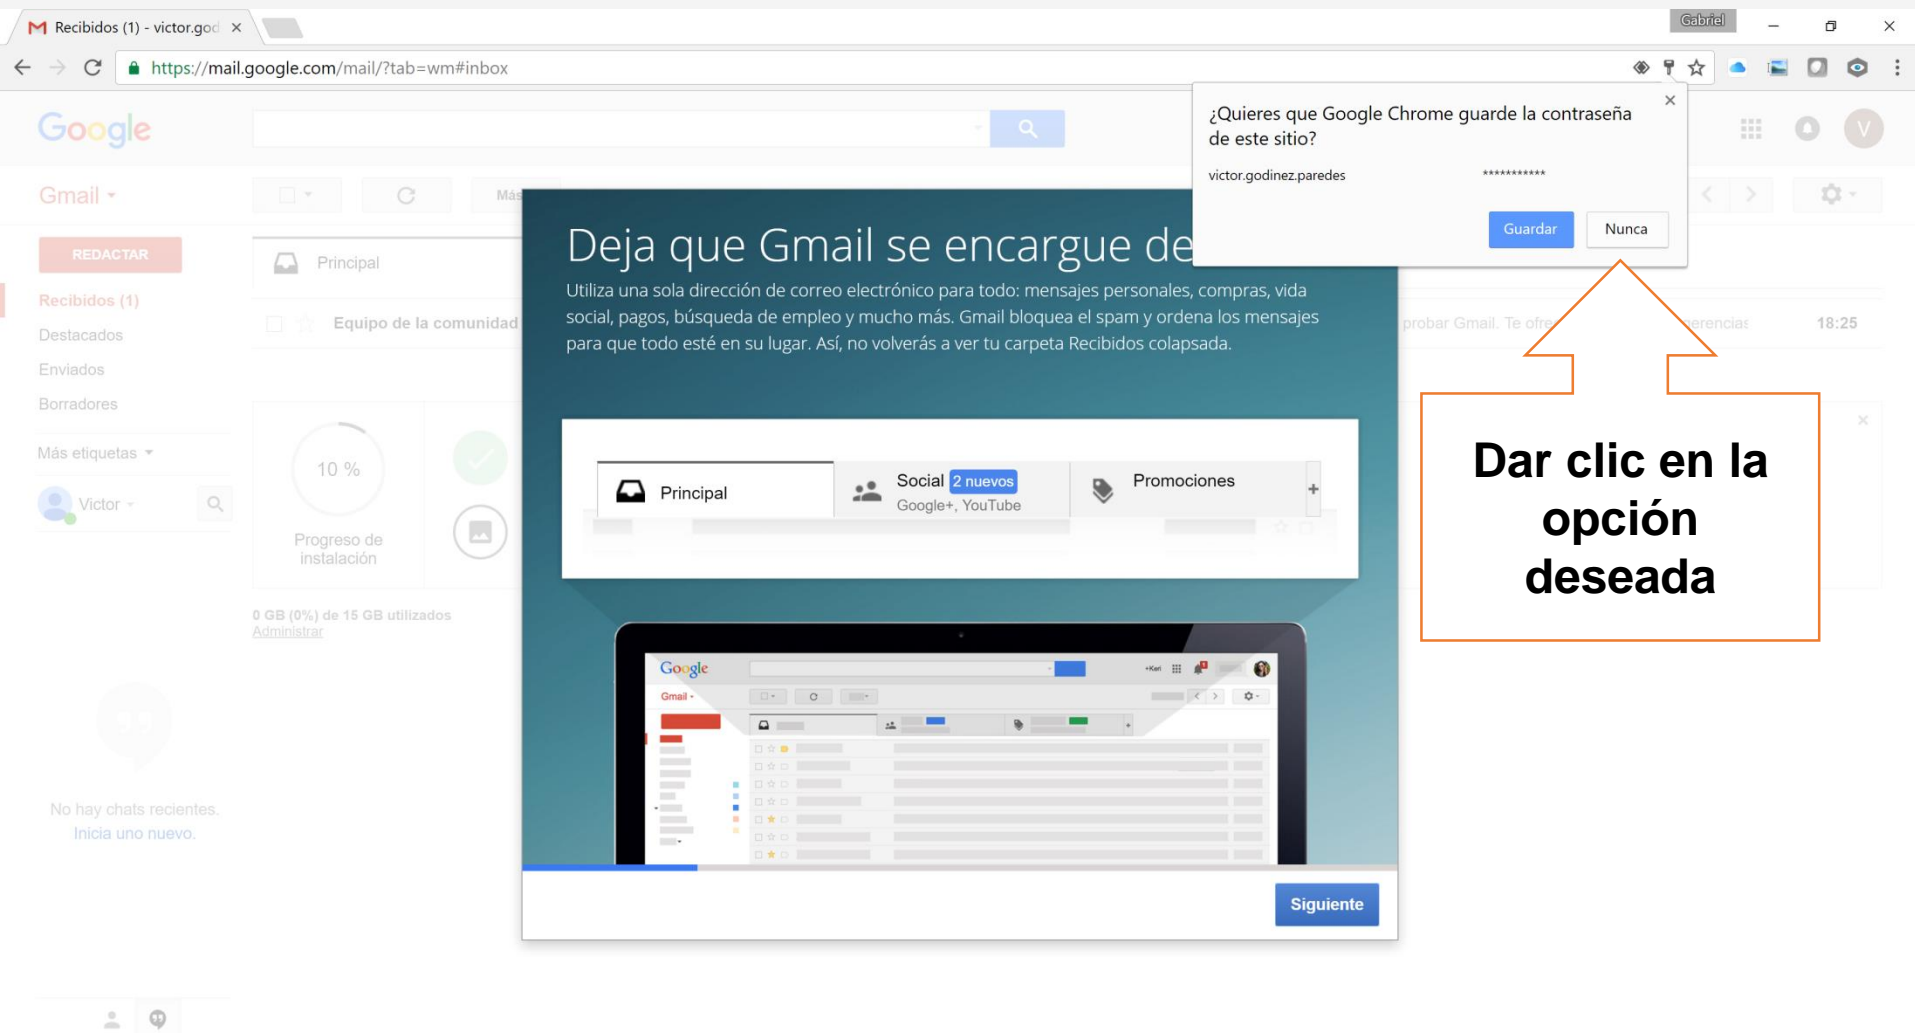 Recibidos (1) - victor.god
Gabriel
https://mail.google.com/mail/?tab=wm#inbox
¿Quieres que Google Chrome guarde la contraseña
de este sitio?
victor.godinez.paredes ***********
Guardar Nunca
Google
V
Gmail
Más
REDACTAR
Principal
Recibidos (1)
Destacados
Enviados
Borradores
Más etiquetas
Victor
Equipo de la comunidad
probar Gmail. Te
18:25
10 %
Progreso de
instalación
0 GB (0%) de 15 GB utilizados
Administrar
No hay chats recientes.
Inicia uno nuevo.
Deja que Gmail se encargue de
Utiliza una sola dirección de correo electrónico para todo: mensajes personales, compras, vida
social, pagos, búsqueda de empleo y mucho más. Gmail bloquea el spam y ordena los mensajes
para que todo esté en su lugar. Así, no volverás a ver tu carpeta Recibidos colapsada.
Principal
Social 2 nuevos
Google+, YouTube
Promociones
+
Google
+Keri
Gmail
Siguiente
Dar clic en la
opción
deseada